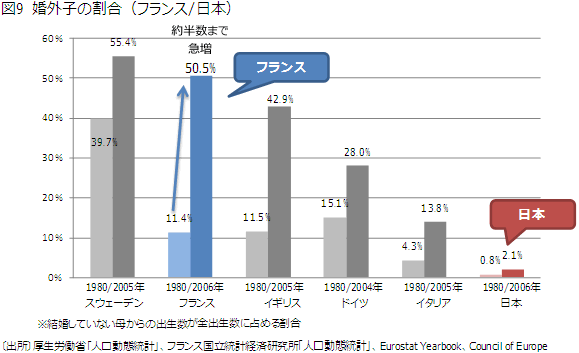 図9 婚外子の割合（フランス/日本）
約半数まで
急増
60%
50%
40%
30%
20%
10%
0%
39.7%
55.4%
11.4%
50.5%
フランス
11.5%
42.9%
15.1%
28.0%
4.3%
13.8%
日本
0.8%
2.1%
1980/2005年
スウェーデン
1980/2006年
フランス
1980/2005年
イギリス
1980/2004年
ドイツ
1980/2005年
イタリア
1980/2006年
日本
※結婚していない母からの出生数が全出生数に占める割合
（出所）厚生労働省「人口動態統計」、フランス国立統計経済研究所「人口動態統計」、Eurostat Yearbook、Council of Europe